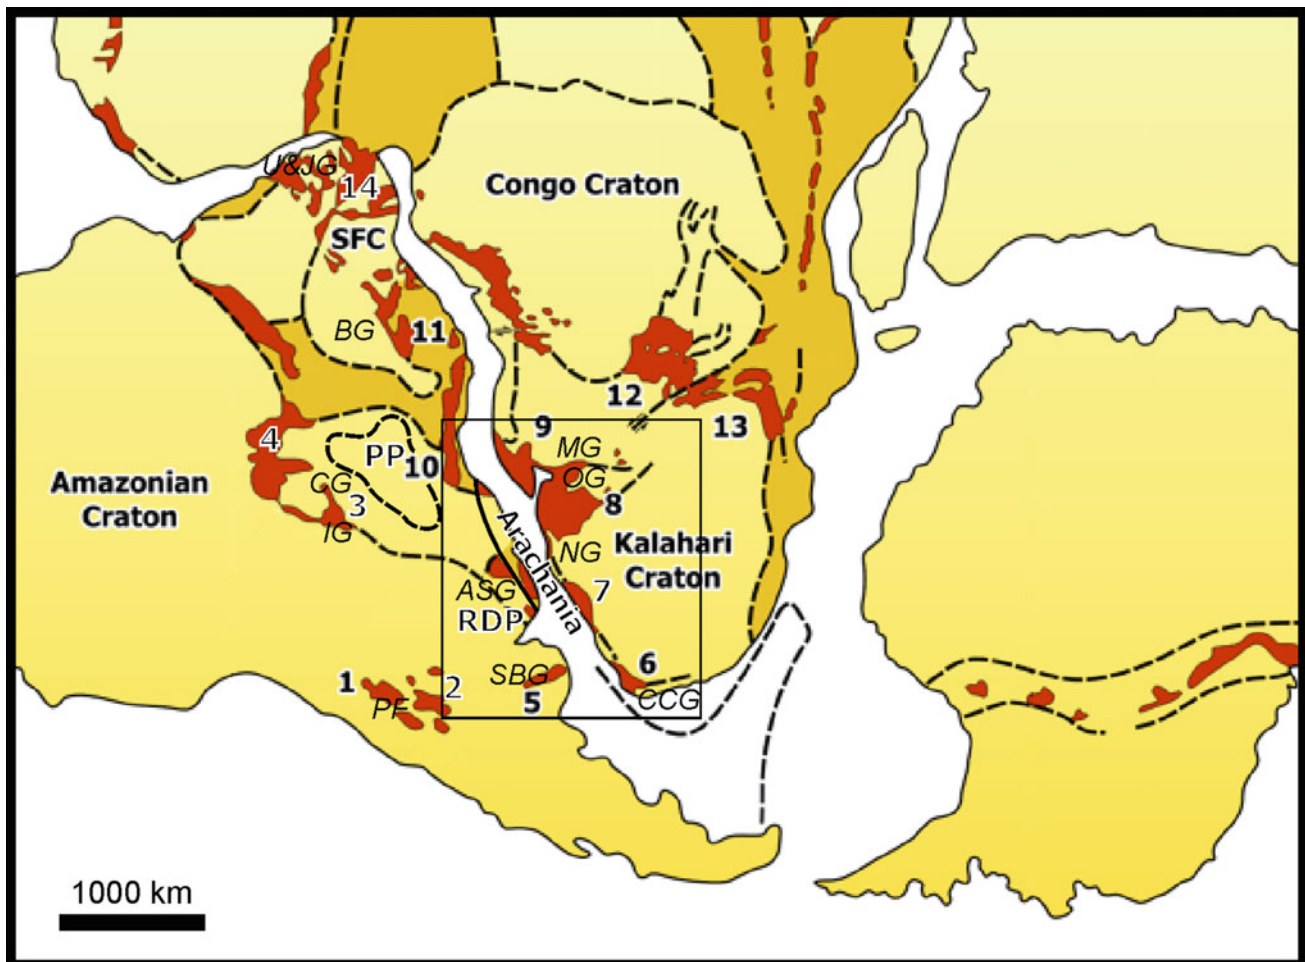 U&JG
14
Congo Craton
SFC
BG
11
12
13
9
4
PP
10
MG
OG
Amazonian
Craton
CG
3
8
IG
Arachania
NG
Kalahari
Craton
ASG
7
RDP
6
1
2
SBG
PF
5
CCG
1000 km